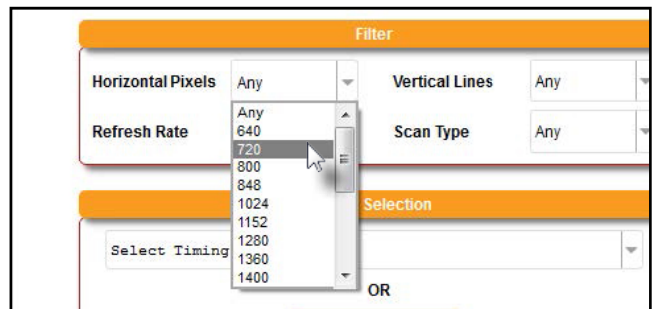 Filter
Horizontal Pixels Any Vertical Lines Any
Refresh Rate Scan Type Any
Any
640
720
800
848
1024
1152
1280
1360
1400
Selection
Select Timing
OR